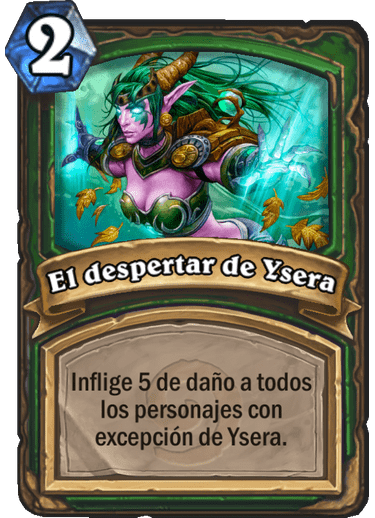 2
El despertar de Ysera
Inflige 5 de daño a todos
los personajes con
excepción de Ysera.